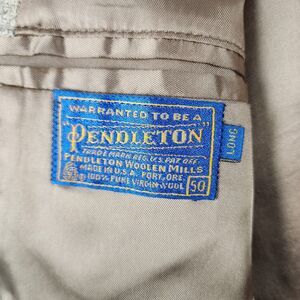 WARRANTED TO BE A
"PENDLETON"
TRADE MARK REG. U.S. PAT. OFF.
PENDLETON WOOLEN MILLS
MADE IN U.S.A. PORT, ORE.
100% PURE VIRGIN WOOL
50
LONG